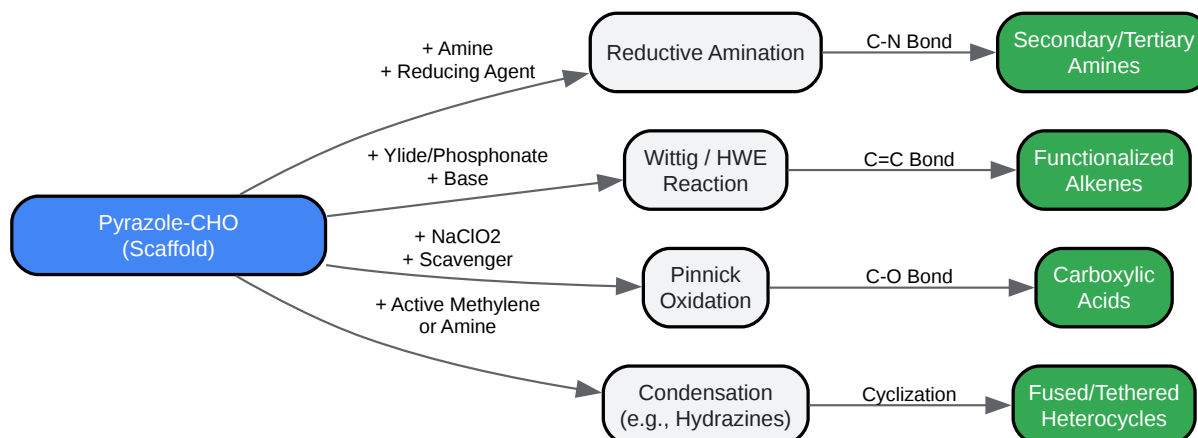 + Amine
+ Reducing Agent
Reductive Amination
C-N Bond
Secondary/Tertiary
Amines
+ Ylide/Phosphonate
+ Base
Wittig / HWE
Reaction
C=C Bond
Functionalized
Alkenes
Pyrazole-CHO
(Scaffold)
+ NaClO2
+ Scavenger
Pinnick
Oxidation
C-O Bond
Carboxylic
Acids
+ Active Methylene
or Amine
Condensation
(e.g., Hydrazines)
Cyclization
Fused/Tethered
Heterocycles